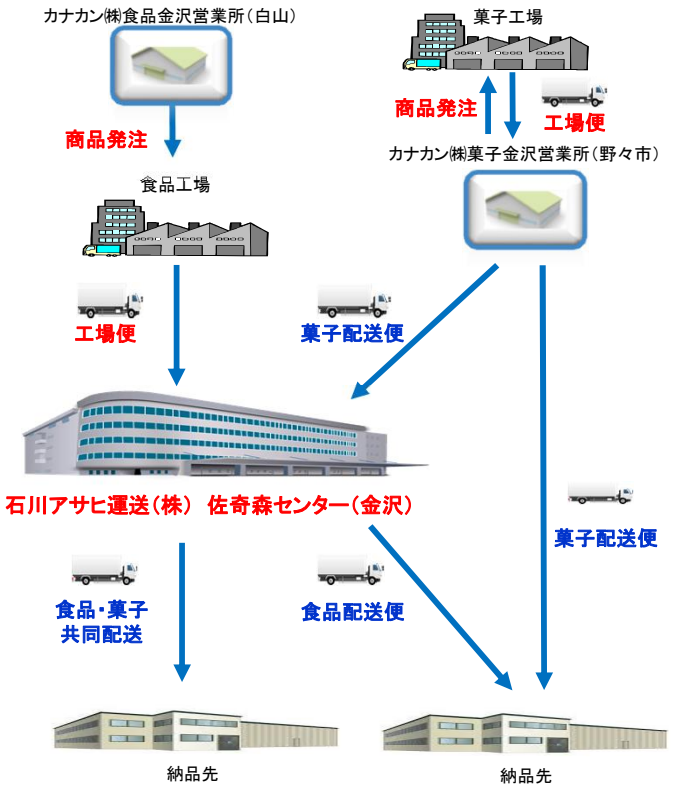 カナカン㈱食品金沢営業所（白山）
菓子工場
商品発注
商品発注
工場便
カナカン㈱菓子金沢営業所（野々市）
食品工場
工場便
菓子配送便
石川アサヒ運送（株） 佐奇森センター（金沢）
菓子配送便
食品・菓子
共同配送
食品配送便
納品先
納品先